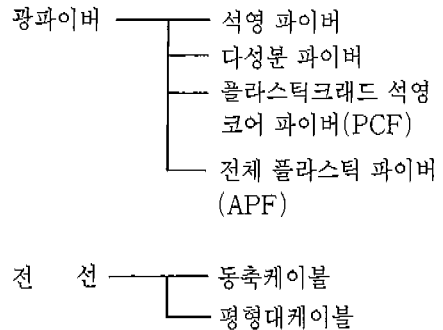 광파이버 석영 파이버
다성분 파이버
플라스틱크래드 석영
코어 파이버(PCF)
전체 플라스틱 파이버
(APF)
전 선 동축케이블
평형대케이블